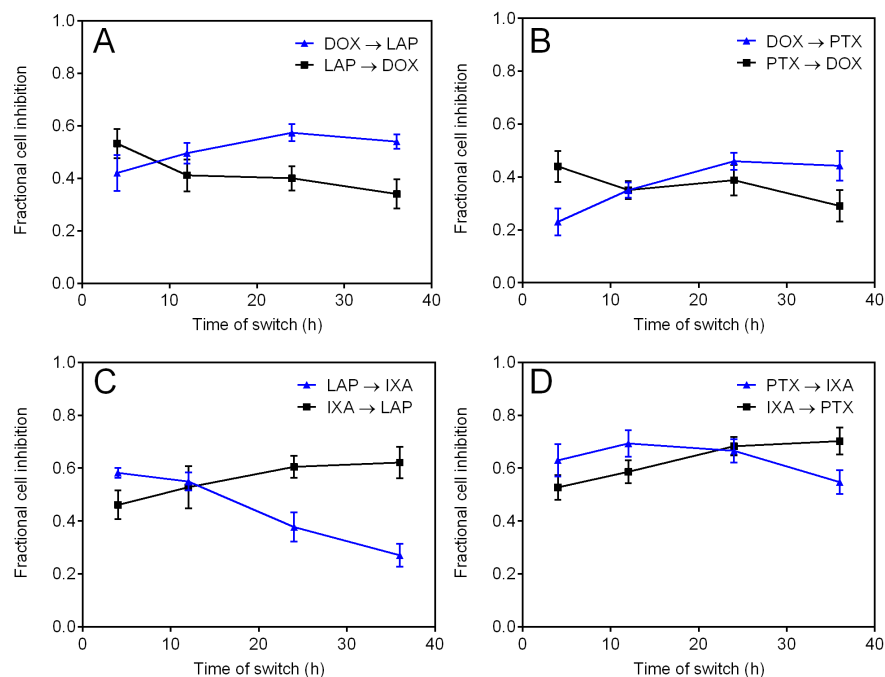 A
DOX → LAP
LAP → DOX
Fractional cell inhibition
1.0
0.8
0.6
0.4
0.2
0.0
0
10
20
30
40
Time of switch (h)
B
DOX → PTX
PTX → DOX
Fractional cell inhibition
1.0
0.8
0.6
0.4
0.2
0.0
0
10
20
30
40
Time of switch (h)
C
LAP → IXA
IXA → LAP
Fractional cell inhibition
1.0
0.8
0.6
0.4
0.2
0.0
0
10
20
30
40
Time of switch (h)
D
PTX → IXA
IXA → PTX
Fractional cell inhibition
1.0
0.8
0.6
0.4
0.2
0.0
0
10
20
30
40
Time of switch (h)